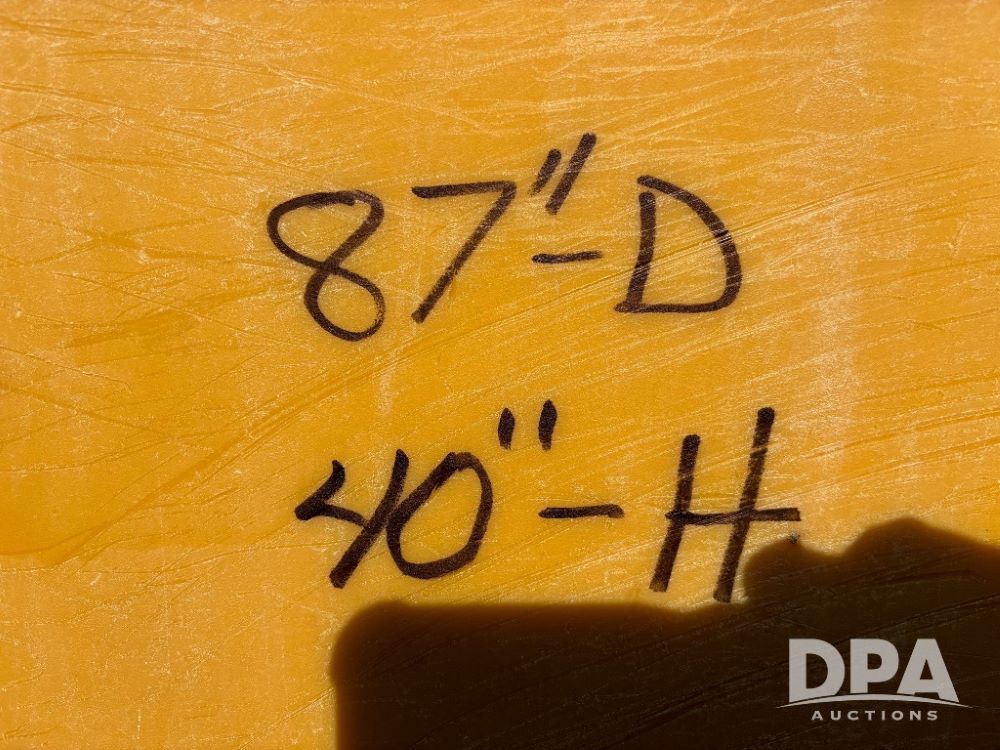 87"-D
40"-H
DPA
AUCTIONS